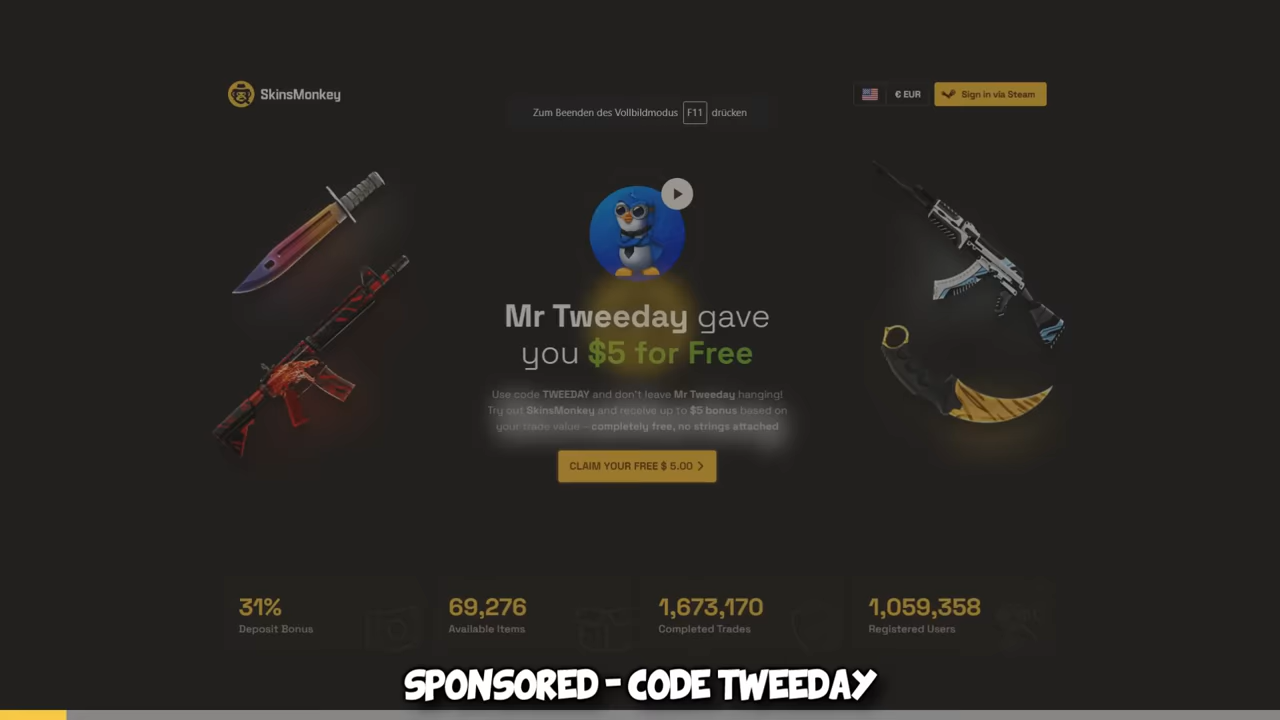 SkinsMonkey
€ EUR
Sign in via Steam
Zum Beenden des Vollbildmodus F11 drücken
Mr Tweeday gave
you $5 for Free
Use code TWEEDAY and don't leave Mr Tweeday hanging!
Try out SkinsMonkey and receive up to $5 bonus based on
your trade value – completely free, no strings attached
CLAIM YOUR FREE $ 5.00
31%
Deposit Bonus
69,276
Available Items
1,673,170
Completed Trades
1,059,358
Registered Users
SPONSORED - CODE TWEEDAY